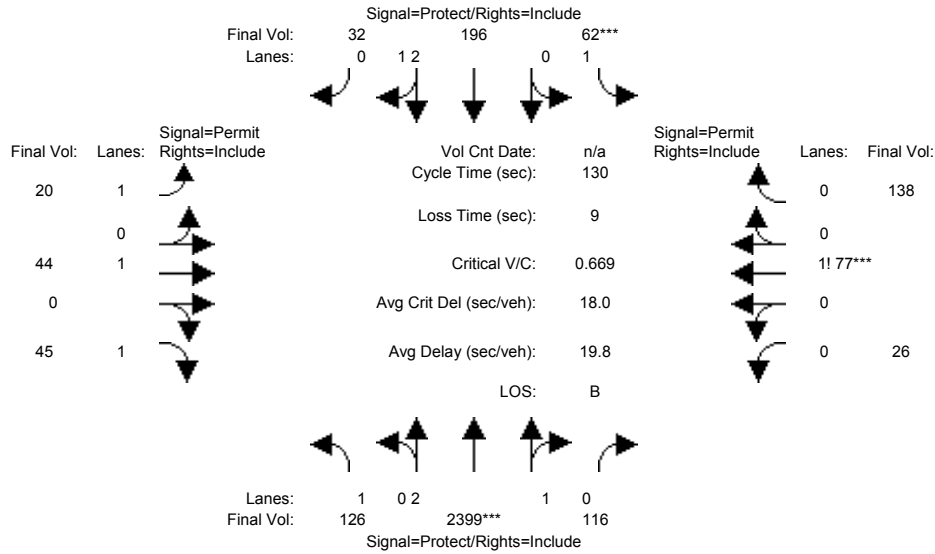 Signal=Protect/Rights=Include
Final Vol: 32 196 62***
Lanes: 0 1 2 0 1
Signal=Permit
Final Vol: Lanes: Rights=Include
Vol Cnt Date: n/a
Signal=Permit
Rights=Include Lanes: Final Vol:
Cycle Time (sec): 130
20 1
0 138
Loss Time (sec): 9
0
0
44 1
Critical V/C: 0.669
1! 77***
0
Avg Crit Del (sec/veh): 18.0
0
45 1
Avg Delay (sec/veh): 19.8
0 26
LOS: B
Lanes: 1 0 2 1 0
Final Vol: 126 2399*** 116
Signal=Protect/Rights=Include